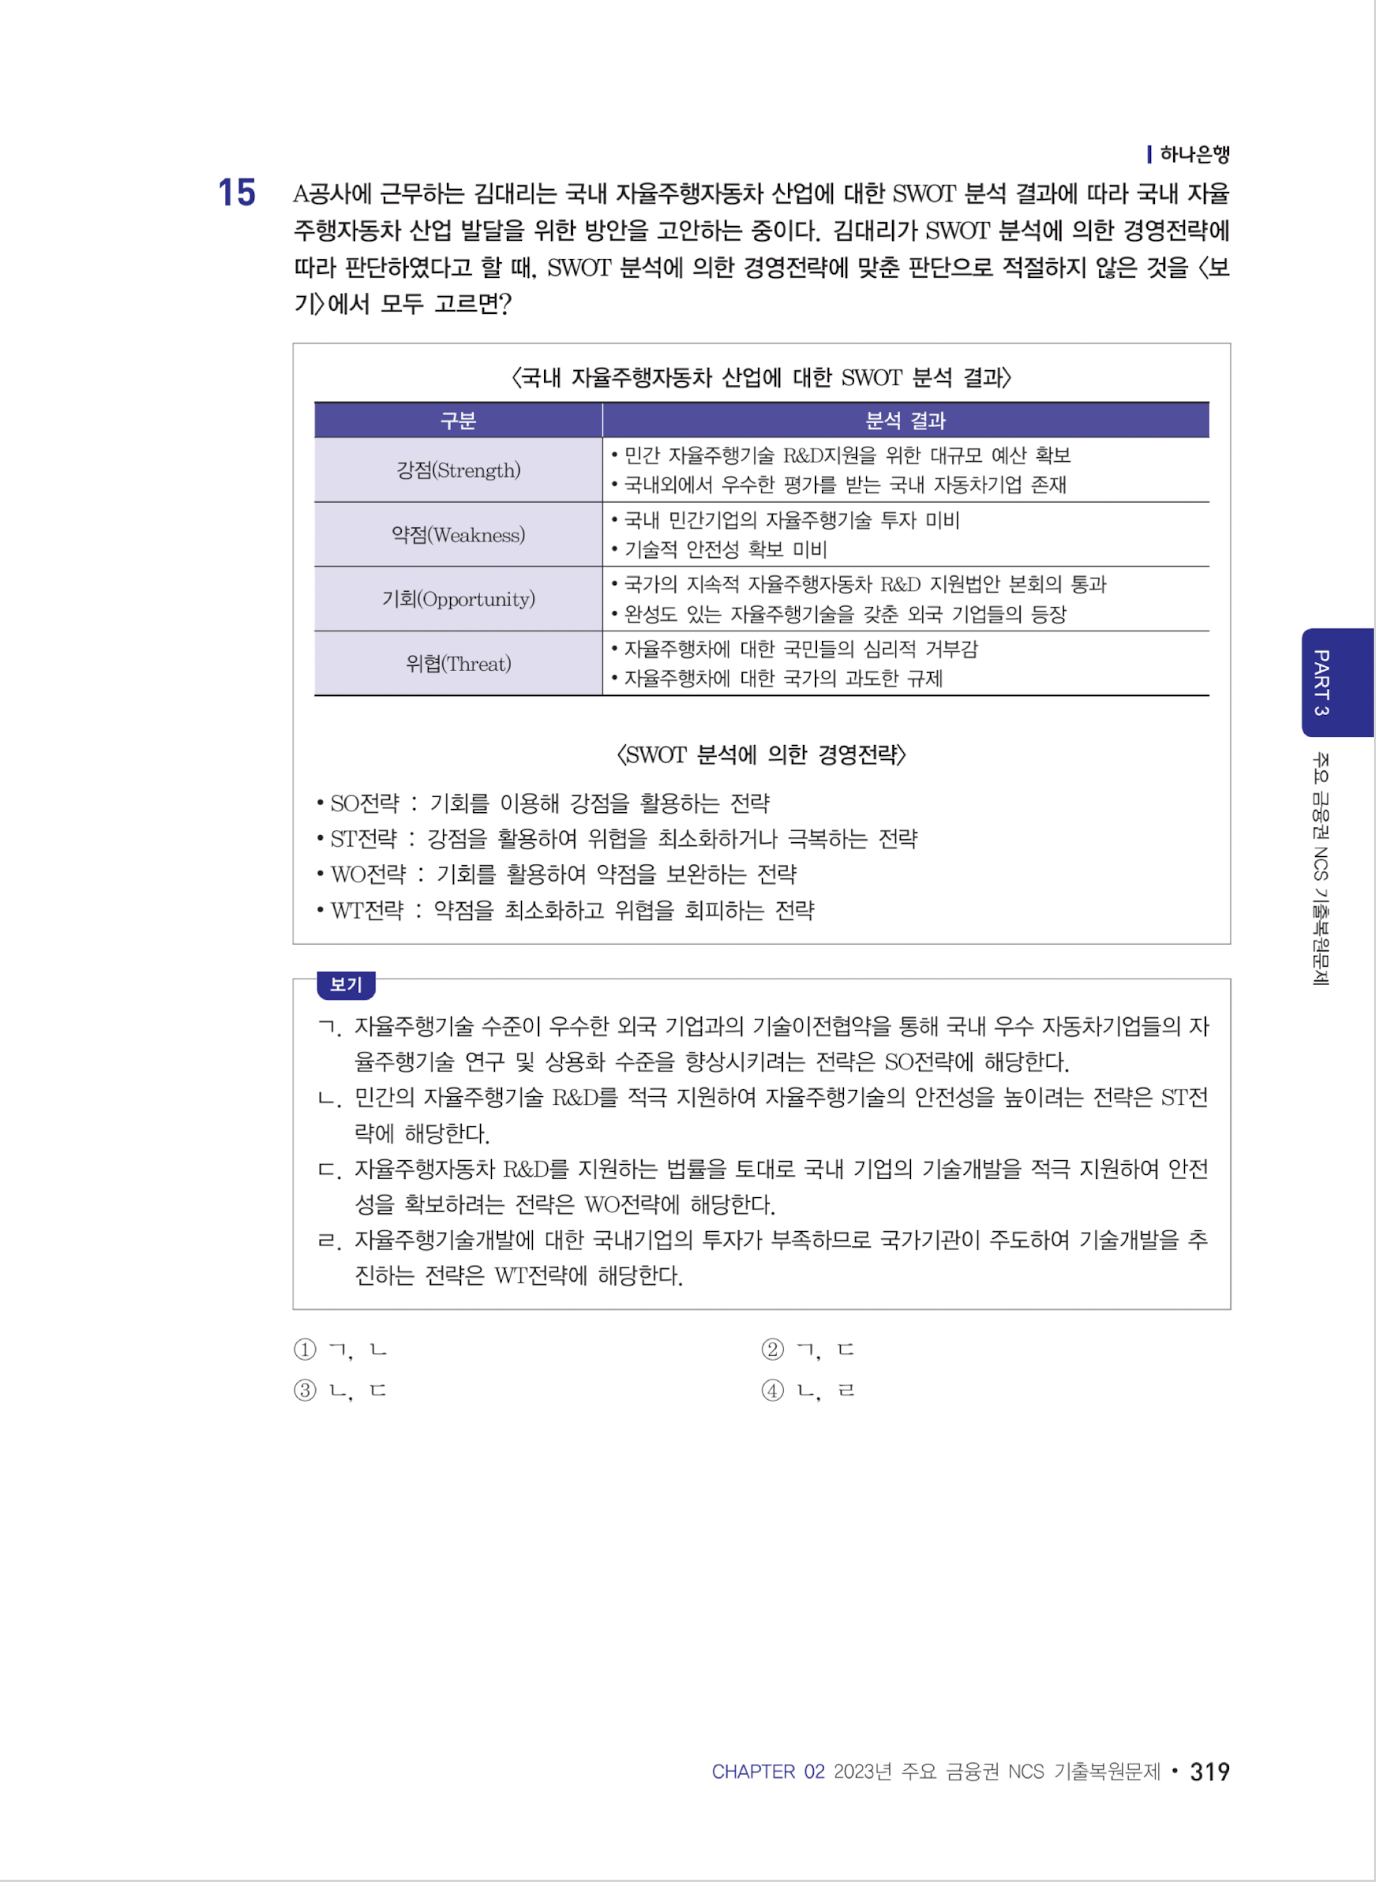 하나은행
15 A공사에 근무하는 김대리는 국내 자율주행자동차 산업에 대한 SWOT 분석 결과에 따라 국내 자율
주행자동차 산업 발달을 위한 방안을 고안하는 중이다. 김대리가 SWOT 분석에 의한 경영전략에
따라 판단하였다고 할 때, SWOT 분석에 의한 경영전략에 맞춘 판단으로 적절하지 않은 것을 〈보
기〉에서 모두 고르면?
〈국내 자율주행자동차 산업에 대한 SWOT 분석 결과〉
구분 분석 결과
강점(Strength)
• 민간 자율주행기술 R&D지원을 위한 대규모 예산 확보
• 국내외에서 우수한 평가를 받는 국내 자동차기업 존재
약점(Weakness)
• 국내 민간기업의 자율주행기술 투자 미비
• 기술적 안전성 확보 미비
기회(Opportunity)
• 국가의 지속적 자율주행자동차 R&D 지원법안 본회의 통과
• 완성도 있는 자율주행기술을 갖춘 외국 기업들의 등장
위협(Threat)
• 자율주행차에 대한 국민들의 심리적 거부감
• 자율주행차에 대한 국가의 과도한 규제
〈SWOT 분석에 의한 경영전략〉
• SO전략 : 기회를 이용해 강점을 활용하는 전략
• ST전략 : 강점을 활용하여 위협을 최소화하거나 극복하는 전략
• WO전략 : 기회를 활용하여 약점을 보완하는 전략
• WT전략 : 약점을 최소화하고 위협을 회피하는 전략
보기
ㄱ. 자율주행기술 수준이 우수한 외국 기업과의 기술이전협약을 통해 국내 우수 자동차기업들의 자
율주행기술 연구 및 상용화 수준을 향상시키려는 전략은 SO전략에 해당한다.
ㄴ. 민간의 자율주행기술 R&D를 적극 지원하여 자율주행기술의 안전성을 높이려는 전략은 ST전
략에 해당한다.
ㄷ. 자율주행자동차 R&D를 지원하는 법률을 토대로 국내 기업의 기술개발을 적극 지원하여 안전
성을 확보하려는 전략은 WO전략에 해당한다.
ㄹ. 자율주행기술개발에 대한 국내기업의 투자가 부족하므로 국가기관이 주도하여 기술개발을 추
진하는 전략은 WT전략에 해당한다.
① ㄱ, ㄴ ② ㄱ, ㄷ
③ ㄴ, ㄷ ④ ㄴ, ㄹ
PART 3
주요 금융권 NCS 기출복원문제
CHAPTER 02 2023년 주요 금융권 NCS 기출복원문제 • 319